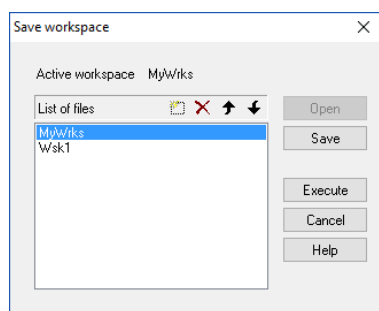 Save workspace
Active workspace MyWrks
List of files
Open
MyWrks
Wsk1
Save
Execute
Cancel
Help